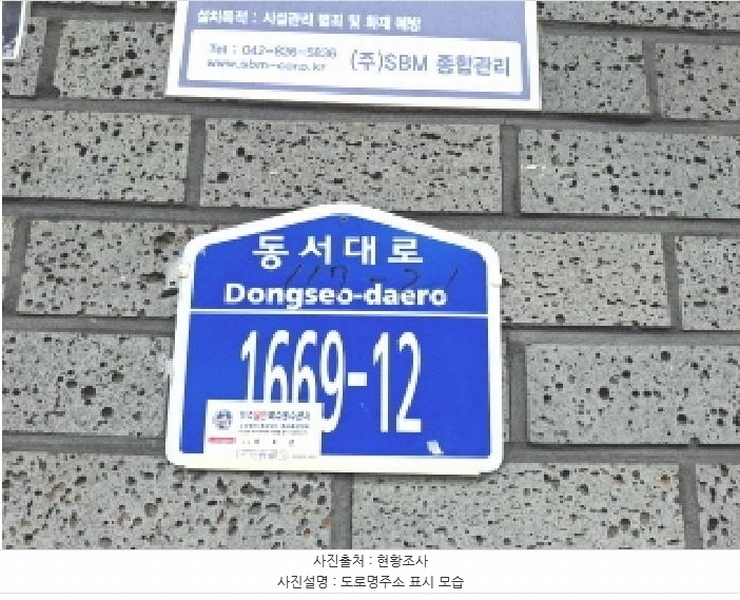 설치목적 : 시설관리 범죄 및 화재 예방
Tel : 042-826-5836
www.sbm-corp.kr
(주)SBM 종합관리
동서대로
117-21
Dongseo-daero
1669-12
사진출처 : 현황조사
사진설명 : 도로명주소 표시 모습